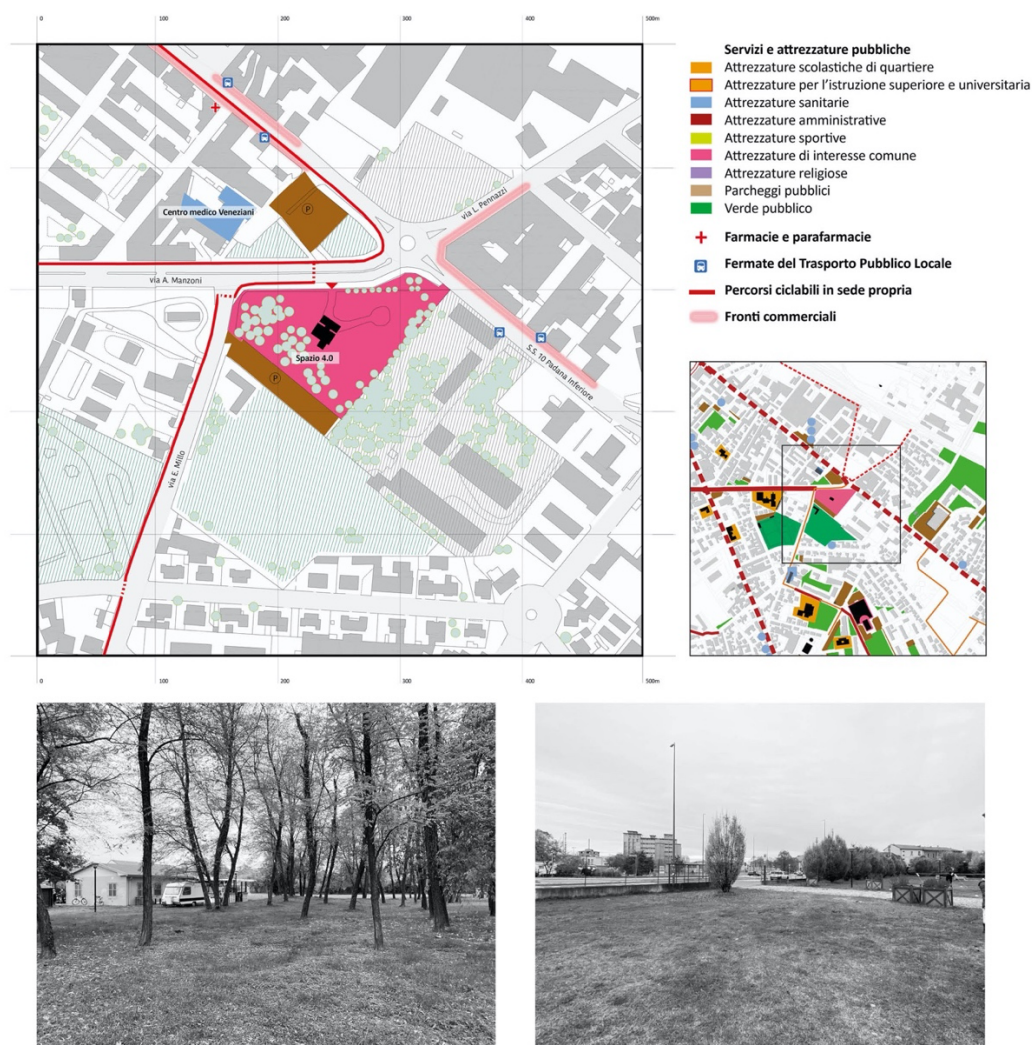 0
100
200
300
400
500m
Servizi e attrezzature pubbliche
Attrezzature scolastiche di quartiere
Attrezzature per l'istruzione superiore e universitaria
Attrezzature sanitarie
Attrezzature amministrative
Attrezzature sportive
Attrezzature di interesse comune
Attrezzature religiose
Parcheggi pubblici
Verde pubblico
Farmacie e parafarmacie
Fermate del Trasporto Pubblico Locale
Percorsi ciclabili in sede propria
Fronti commerciali
via L. Pennazzi
Centro medico Veneziani
P
via A. Manzoni
S.S. 10 Padana Inferiore
Spazio 4.0
P
via E. Millo
0
100
200
300
400
500m